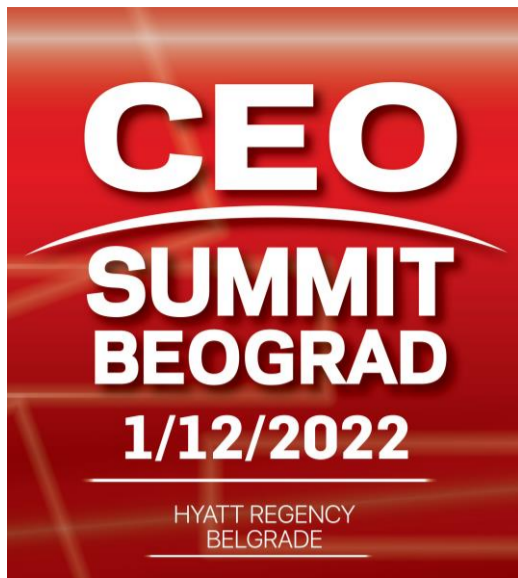 CEO
SUMMIT
BEOGRAD
1/12/2022
HYATT REGENCY
BELGRADE